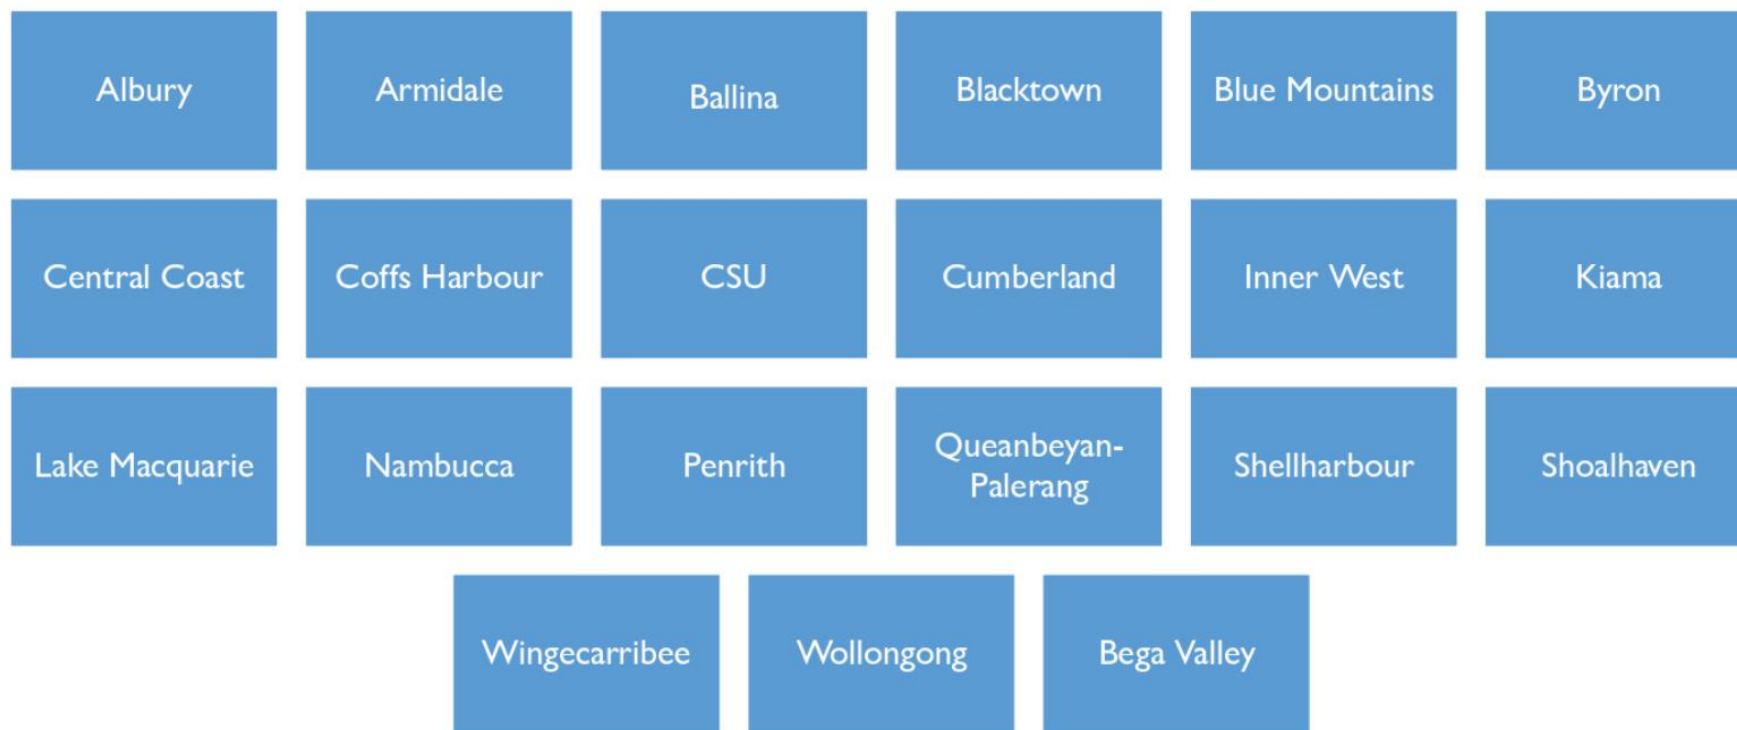 Albury
Armidale
Ballina
Blacktown
Blue Mountains
Byron
Central Coast
Coffs Harbour
CSU
Cumberland
Inner West
Kiama
Lake Macquarie
Nambucca
Penrith
Queanbeyan-
Palerang
Shellharbour
Shoalhaven
Wingecarribee
Wollongong
Bega Valley